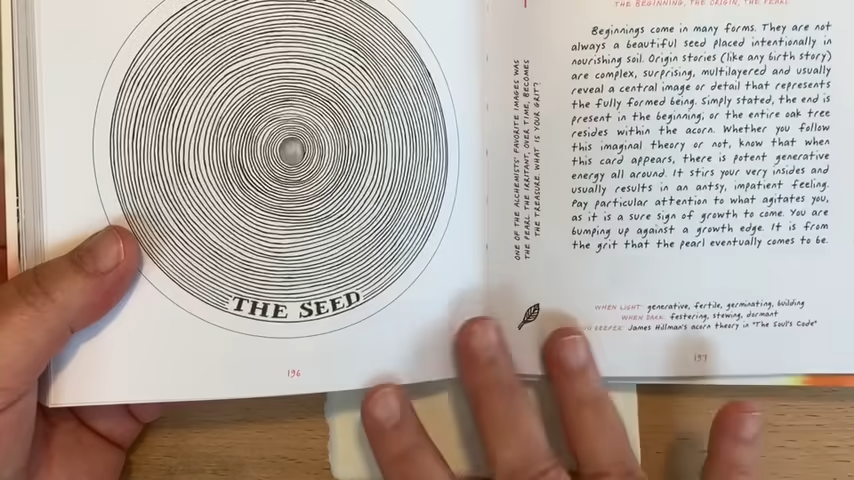 THE SEED
196
THE BEGINNING, THE ORIGIN, THE PEARL
ONE OF THE ALCHEMISTS' FAVORITE IMAGES WAS
THE PEARL THE IRRITANT, OVER TIME, BECOMES
THE TREASURE. WHAT IS YOUR GRIT?
Beginnings come in many forms. They are not
always a beautiful seed placed intentionally in
nourishing soil. Origin stories (like any birth story)
are complex, surprising, multilayered and usually
reveal a central image or detail that represents
the fully formed being. Simply stated, the end is
present in the beginning, or the entire oak tree
resides within the acorn. Whether you follow
this imaginal theory or not, know that when
this card appears, there is potent generative
energy all around. It stirs your very insides and
usually results in an antsy, impatient feeling.
Pay particular attention to what agitates you,
as it is a sure sign of growth to come. You are
bumping up against a growth edge. It is from
the grit that the pearl eventually comes to be.
WHEN LIGHT: generative, fertile, germinating, building
WHEN DARK: festering, stewing, dormant
DEEPER: James Hillman's acorn theory in "The Soul's Code"
197